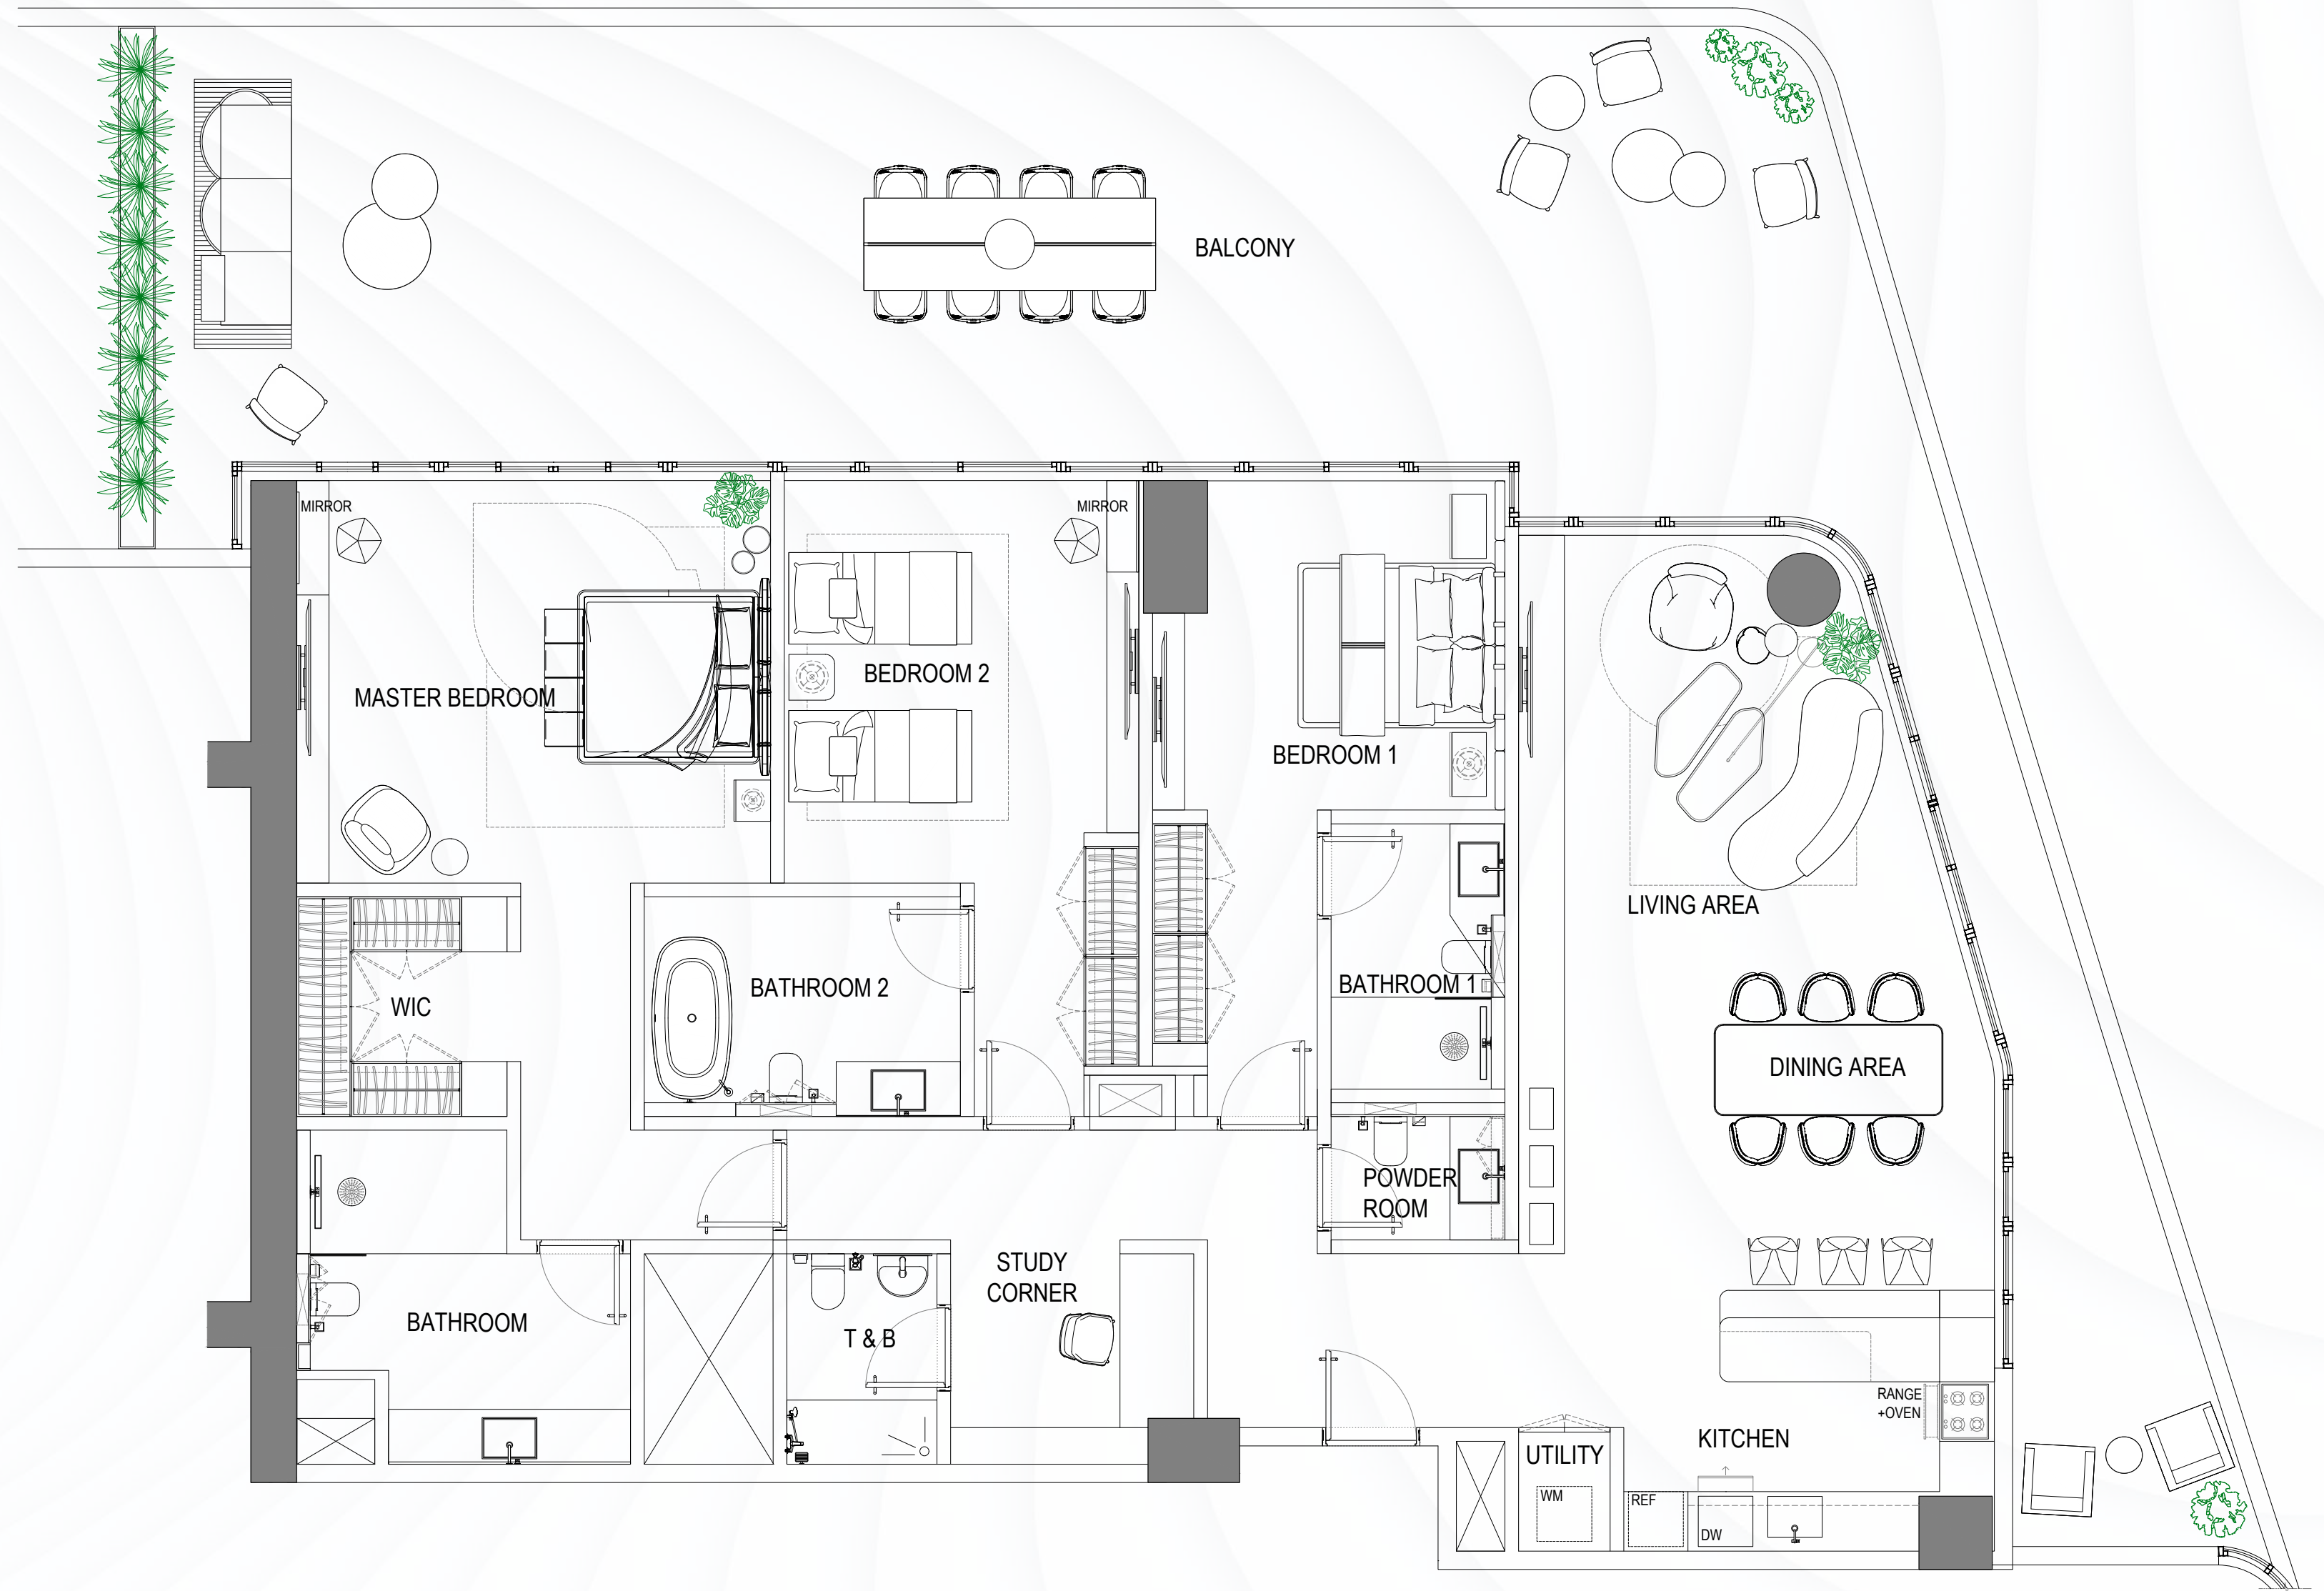 BALCONY
MIRROR
MIRROR
MASTER BEDROOM
BEDROOM 2
BEDROOM 1
LIVING AREA
WIC
BATHROOM 2
BATHROOM 1
DINING AREA
POWDER
ROOM
STUDY
CORNER
BATHROOM
T & B
RANGE
+OVEN
KITCHEN
UTILITY
WM
REF
DW